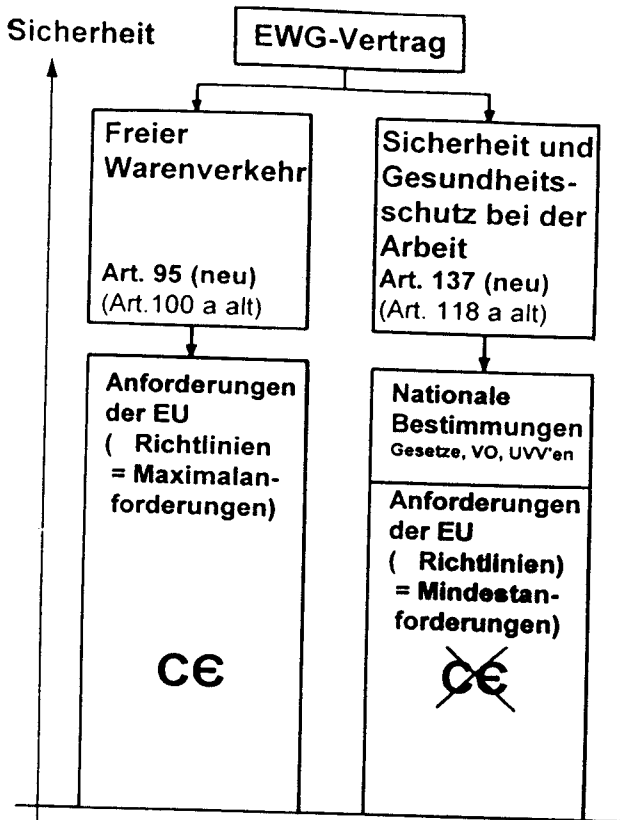 Sicherheit
EWG-Vertrag
Freier
Warenverkehr
Art. 95 (neu)
(Art.100 a alt)
Sicherheit und
Gesundheits-
schutz bei der
Arbeit
Art. 137 (neu)
(Art. 118 a alt)
Anforderungen
der EU
( Richtlinien
= Maximalan-
forderungen)
CE
Nationale
Bestimmungen
Gesetze, VO, UVV'en
Anforderungen
der EU
( Richtlinien)
= Mindestan-
forderungen)
CE